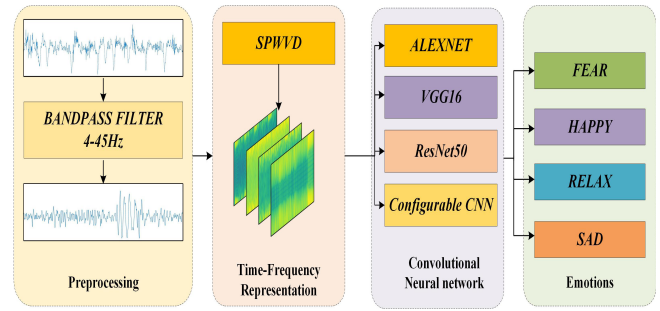 BANDPASS FILTER
4-45Hz
Preprocessing
SPWVD
Time-Frequency
Representation
ALEXNET
VGG16
ResNet50
Configurable CNN
Convolutional
Neural network
FEAR
HAPPY
RELAX
SAD
Emotions